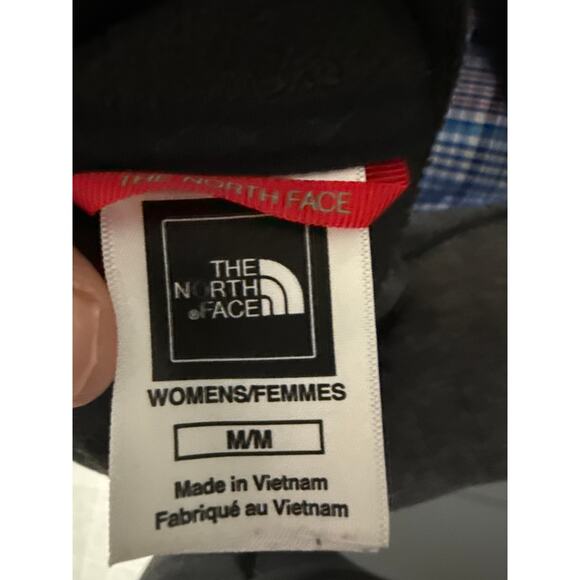 THE NORTH FACE
THE
NORTH
®FACE
WOMENS/FEMMES
M/M
Made in Vietnam
Fabriqué au Vietnam